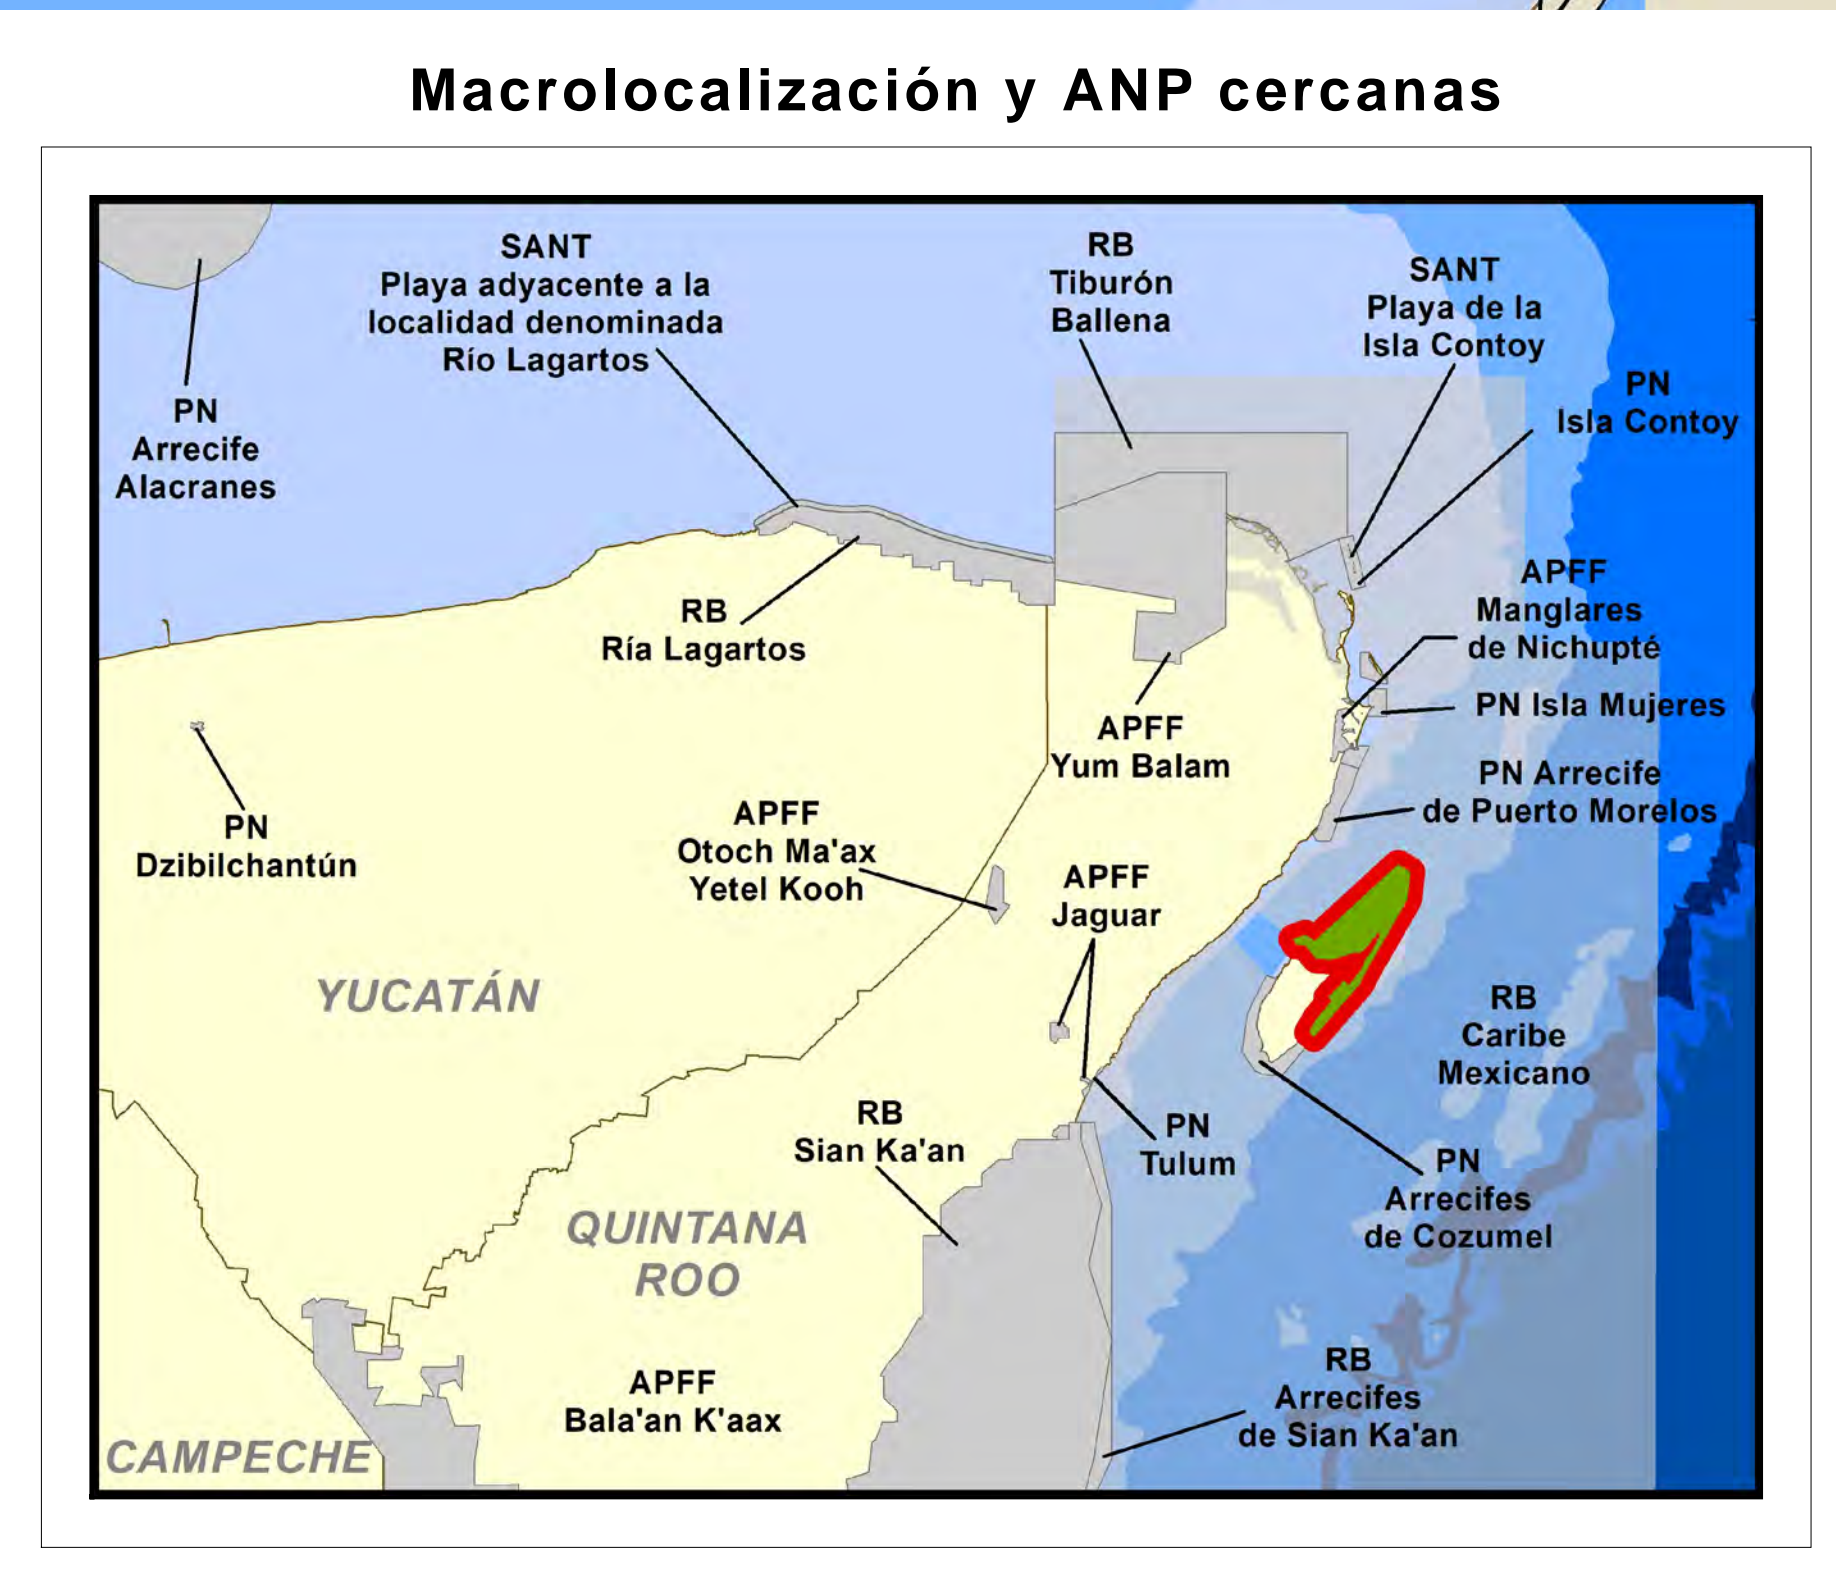 Macrolocalización y ANP cercanas
SANT
Playa adyacente a la
localidad denominada
Río Lagartos
RB
Tiburón
Ballena
SANT
Playa de la
Isla Contoy
PN
Isla Contoy
PN
Arrecife
Alacranes
APFF
Manglares
de Nichupté
RB
Ría Lagartos
PN Isla Mujeres
APFF
Yum Balam
PN Arrecife
de Puerto Morelos
PN
Dzibilchantún
APFF
Otoch Ma'ax
Yetel Kooh
APFF
Jaguar
YUCATÁN
RB
Caribe
Mexicano
RB
Sian Ka'an
PN
Tulum
PN
Arrecifes
de Cozumel
QUINTANA
ROO
RB
Arrecifes
de Sian Ka'an
APFF
Bala'an K'aax
CAMPECHE